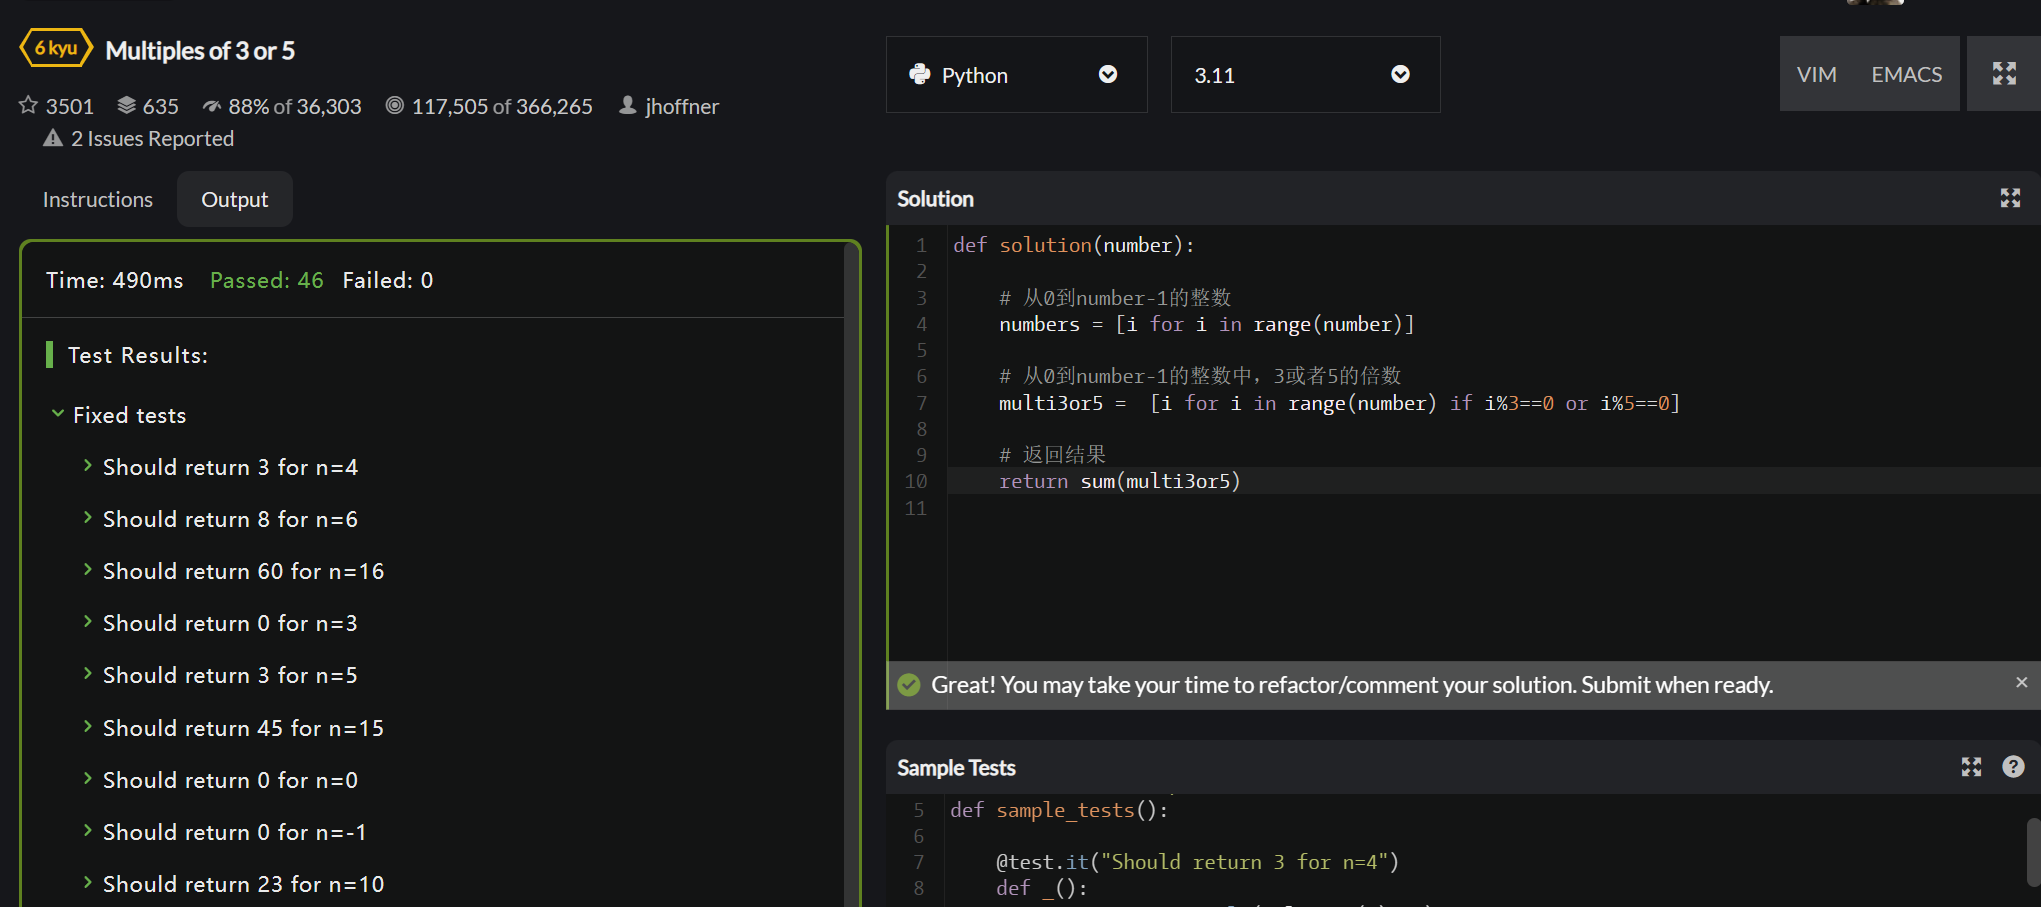 6 kyu Multiples of 3 or 5
3501 635 88% of 36,303 117,505 of 366,265 jhoffner
2 Issues Reported
Instructions Output
Time: 490ms Passed: 46 Failed: 0
Test Results:
Fixed tests
Should return 3 for n=4
Should return 8 for n=6
Should return 60 for n=16
Should return 0 for n=3
Should return 3 for n=5
Should return 45 for n=15
Should return 0 for n=0
Should return 0 for n=-1
Should return 23 for n=10
Python 3.11 VIM EMACS
Solution
1 def solution(number):
2
3 # 从0到number-1的整数
4 numbers = [i for i in range(number)]
5
6 # 从0到number-1的整数中，3或者5的倍数
7 multi3or5 =  [i for i in range(number) if i%3==0 or i%5==0]
8
9 # 返回结果
10 return sum(multi3or5)
11
Great! You may take your time to refactor/comment your solution. Submit when ready. ×
Sample Tests ?
5 def sample_tests():
6
7 @test.it("Should return 3 for n=4")
8 def _():